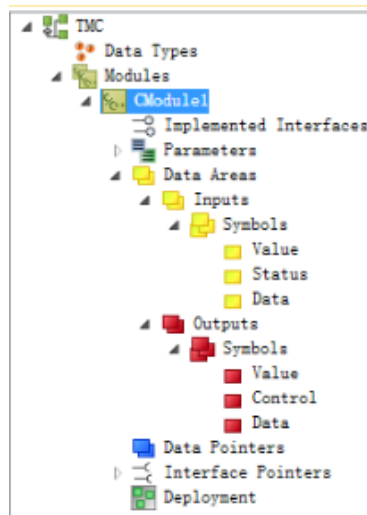 TMC
Data Types
Modules
CModule1
Implemented Interfaces
Parameters
Data Areas
Inputs
Symbols
Value
Status
Data
Outputs
Symbols
Value
Control
Data
Data Pointers
Interface Pointers
Deployment